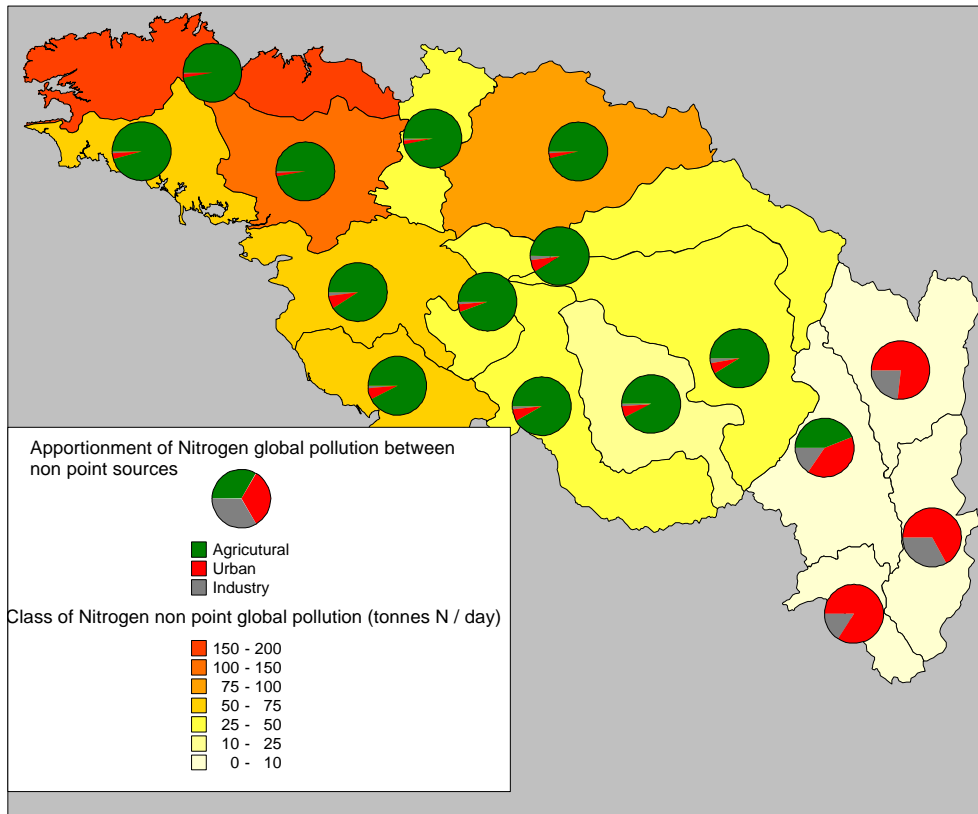 Apportionment of Nitrogen global pollution between
non point sources
Agricutural
Urban
Industry
Class of Nitrogen non point global pollution (tonnes N / day)
150 - 200
100 - 150
75 - 100
50 - 75
25 - 50
10 - 25
0 - 10